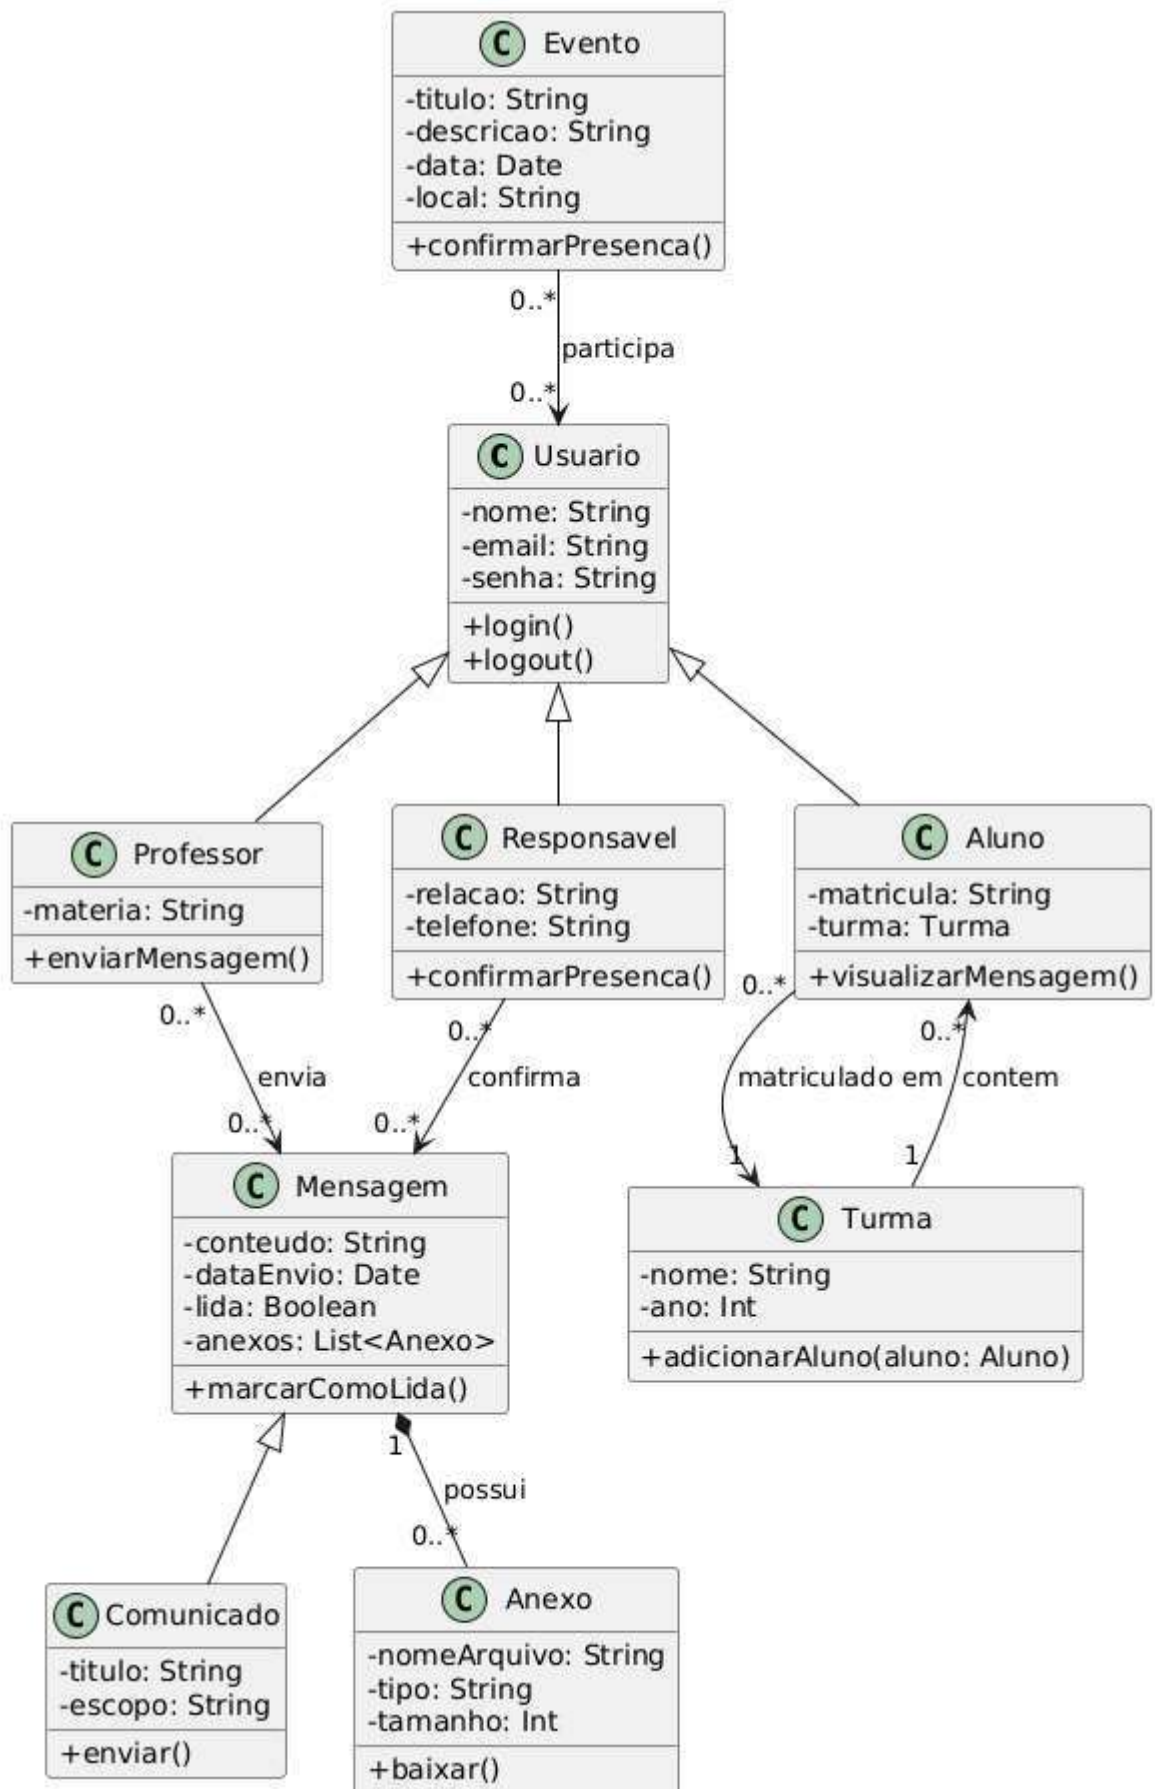 C Evento
-titulo: String
-descricao: String
-data: Date
-local: String
+confirmarPresenca()
0..*
participa
0..*
C Usuario
-nome: String
-email: String
-senha: String
+login()
+logout()
C Professor
-materia: String
+enviarMensagem()
C Responsavel
-relacao: String
-telefone: String
+confirmarPresenca()
C Aluno
-matricula: String
-turma: Turma
+visualizarMensagem()
0..*
envia
0..*
0..*
confirma
0..*
0..*
matriculado em
1
0..*
contem
1
C Mensagem
-conteudo: String
-dataEnvio: Date
-lida: Boolean
-anexos: List<Anexo>
+marcarComoLida()
C Turma
-nome: String
-ano: Int
+adicionarAluno(aluno: Aluno)
1
possui
0..*
C Comunicado
-titulo: String
-escopo: String
+enviar()
C Anexo
-nomeArquivo: String
-tipo: String
-tamanho: Int
+baixar()